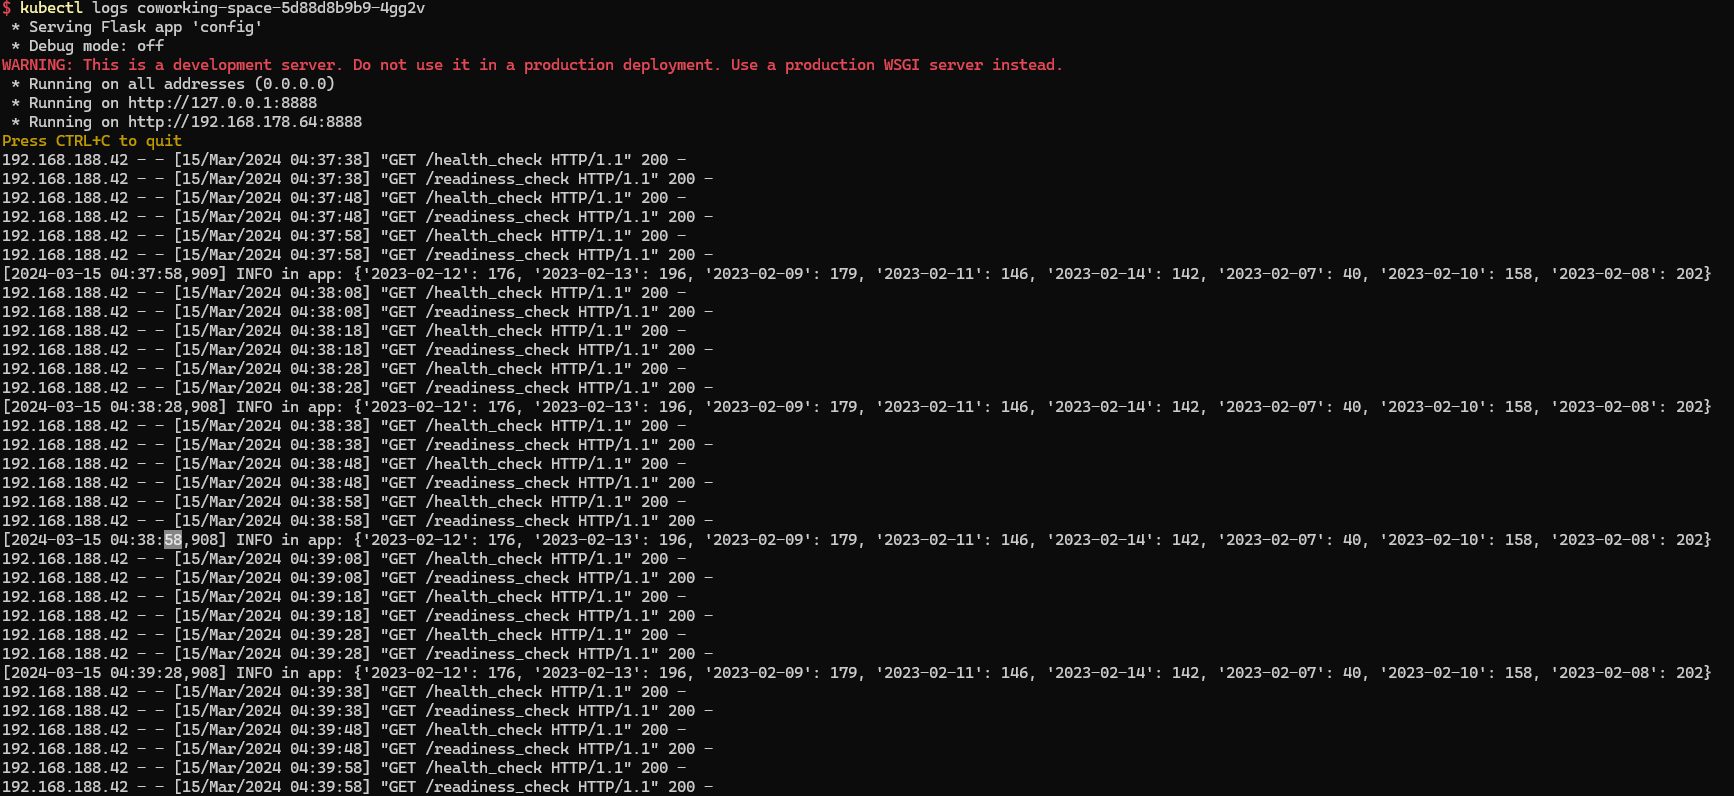 $ kubectl logs coworking-space-5d88d8b9b9-4gg2v
 * Serving Flask app 'config'
 * Debug mode: off
WARNING: This is a development server. Do not use it in a production deployment. Use a production WSGI server instead.
 * Running on all addresses (0.0.0.0)
 * Running on http://127.0.0.1:8888
 * Running on http://192.168.178.64:8888
Press CTRL+C to quit
192.168.188.42 - - [15/Mar/2024 04:37:38] "GET /health_check HTTP/1.1" 200 -
192.168.188.42 - - [15/Mar/2024 04:37:38] "GET /readiness_check HTTP/1.1" 200 -
192.168.188.42 - - [15/Mar/2024 04:37:48] "GET /health_check HTTP/1.1" 200 -
192.168.188.42 - - [15/Mar/2024 04:37:48] "GET /readiness_check HTTP/1.1" 200 -
192.168.188.42 - - [15/Mar/2024 04:37:58] "GET /health_check HTTP/1.1" 200 -
192.168.188.42 - - [15/Mar/2024 04:37:58] "GET /readiness_check HTTP/1.1" 200 -
[2024-03-15 04:37:58,909] INFO in app: {'2023-02-12': 176, '2023-02-13': 196, '2023-02-09': 179, '2023-02-11': 146, '2023-02-14': 142, '2023-02-07': 40, '2023-02-10': 158, '2023-02-08': 202}
192.168.188.42 - - [15/Mar/2024 04:38:08] "GET /health_check HTTP/1.1" 200 -
192.168.188.42 - - [15/Mar/2024 04:38:08] "GET /readiness_check HTTP/1.1" 200 -
192.168.188.42 - - [15/Mar/2024 04:38:18] "GET /health_check HTTP/1.1" 200 -
192.168.188.42 - - [15/Mar/2024 04:38:18] "GET /readiness_check HTTP/1.1" 200 -
192.168.188.42 - - [15/Mar/2024 04:38:28] "GET /health_check HTTP/1.1" 200 -
192.168.188.42 - - [15/Mar/2024 04:38:28] "GET /readiness_check HTTP/1.1" 200 -
[2024-03-15 04:38:28,908] INFO in app: {'2023-02-12': 176, '2023-02-13': 196, '2023-02-09': 179, '2023-02-11': 146, '2023-02-14': 142, '2023-02-07': 40, '2023-02-10': 158, '2023-02-08': 202}
192.168.188.42 - - [15/Mar/2024 04:38:38] "GET /health_check HTTP/1.1" 200 -
192.168.188.42 - - [15/Mar/2024 04:38:38] "GET /readiness_check HTTP/1.1" 200 -
192.168.188.42 - - [15/Mar/2024 04:38:48] "GET /health_check HTTP/1.1" 200 -
192.168.188.42 - - [15/Mar/2024 04:38:48] "GET /readiness_check HTTP/1.1" 200 -
192.168.188.42 - - [15/Mar/2024 04:38:58] "GET /health_check HTTP/1.1" 200 -
192.168.188.42 - - [15/Mar/2024 04:38:58] "GET /readiness_check HTTP/1.1" 200 -
[2024-03-15 04:38:58,908] INFO in app: {'2023-02-12': 176, '2023-02-13': 196, '2023-02-09': 179, '2023-02-11': 146, '2023-02-14': 142, '2023-02-07': 40, '2023-02-10': 158, '2023-02-08': 202}
192.168.188.42 - - [15/Mar/2024 04:39:08] "GET /health_check HTTP/1.1" 200 -
192.168.188.42 - - [15/Mar/2024 04:39:08] "GET /readiness_check HTTP/1.1" 200 -
192.168.188.42 - - [15/Mar/2024 04:39:18] "GET /health_check HTTP/1.1" 200 -
192.168.188.42 - - [15/Mar/2024 04:39:18] "GET /readiness_check HTTP/1.1" 200 -
192.168.188.42 - - [15/Mar/2024 04:39:28] "GET /health_check HTTP/1.1" 200 -
192.168.188.42 - - [15/Mar/2024 04:39:28] "GET /readiness_check HTTP/1.1" 200 -
[2024-03-15 04:39:28,908] INFO in app: {'2023-02-12': 176, '2023-02-13': 196, '2023-02-09': 179, '2023-02-11': 146, '2023-02-14': 142, '2023-02-07': 40, '2023-02-10': 158, '2023-02-08': 202}
192.168.188.42 - - [15/Mar/2024 04:39:38] "GET /health_check HTTP/1.1" 200 -
192.168.188.42 - - [15/Mar/2024 04:39:38] "GET /readiness_check HTTP/1.1" 200 -
192.168.188.42 - - [15/Mar/2024 04:39:48] "GET /health_check HTTP/1.1" 200 -
192.168.188.42 - - [15/Mar/2024 04:39:48] "GET /readiness_check HTTP/1.1" 200 -
192.168.188.42 - - [15/Mar/2024 04:39:58] "GET /health_check HTTP/1.1" 200 -
192.168.188.42 - - [15/Mar/2024 04:39:58] "GET /readiness_check HTTP/1.1" 200 -